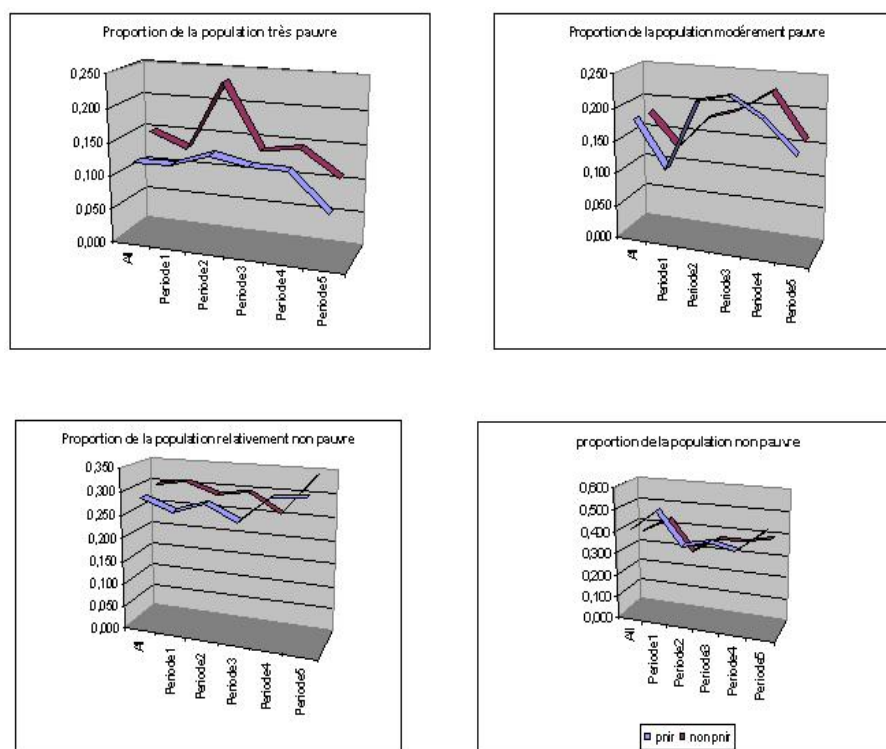 Proportion de la population très pauvre
0,250
0,200
0,150
0,100
0,050
0,000
All
Periode1
Periode2
Periode3
Periode4
Periode5
Proportion de la population modérement pauvre
0,250
0,200
0,150
0,100
0,050
0,000
All
Periode1
Periode2
Periode3
Periode4
Periode5
Proportion de la population relativement non pauvre
0,350
0,300
0,250
0,200
0,150
0,100
0,050
0,000
All
Periode1
Periode2
Periode3
Periode4
Periode5
proportion de la population non pauvre
0,600
0,500
0,400
0,300
0,200
0,100
0,000
All
Periode1
Periode2
Periode3
Periode4
Periode5
pnir non pnir